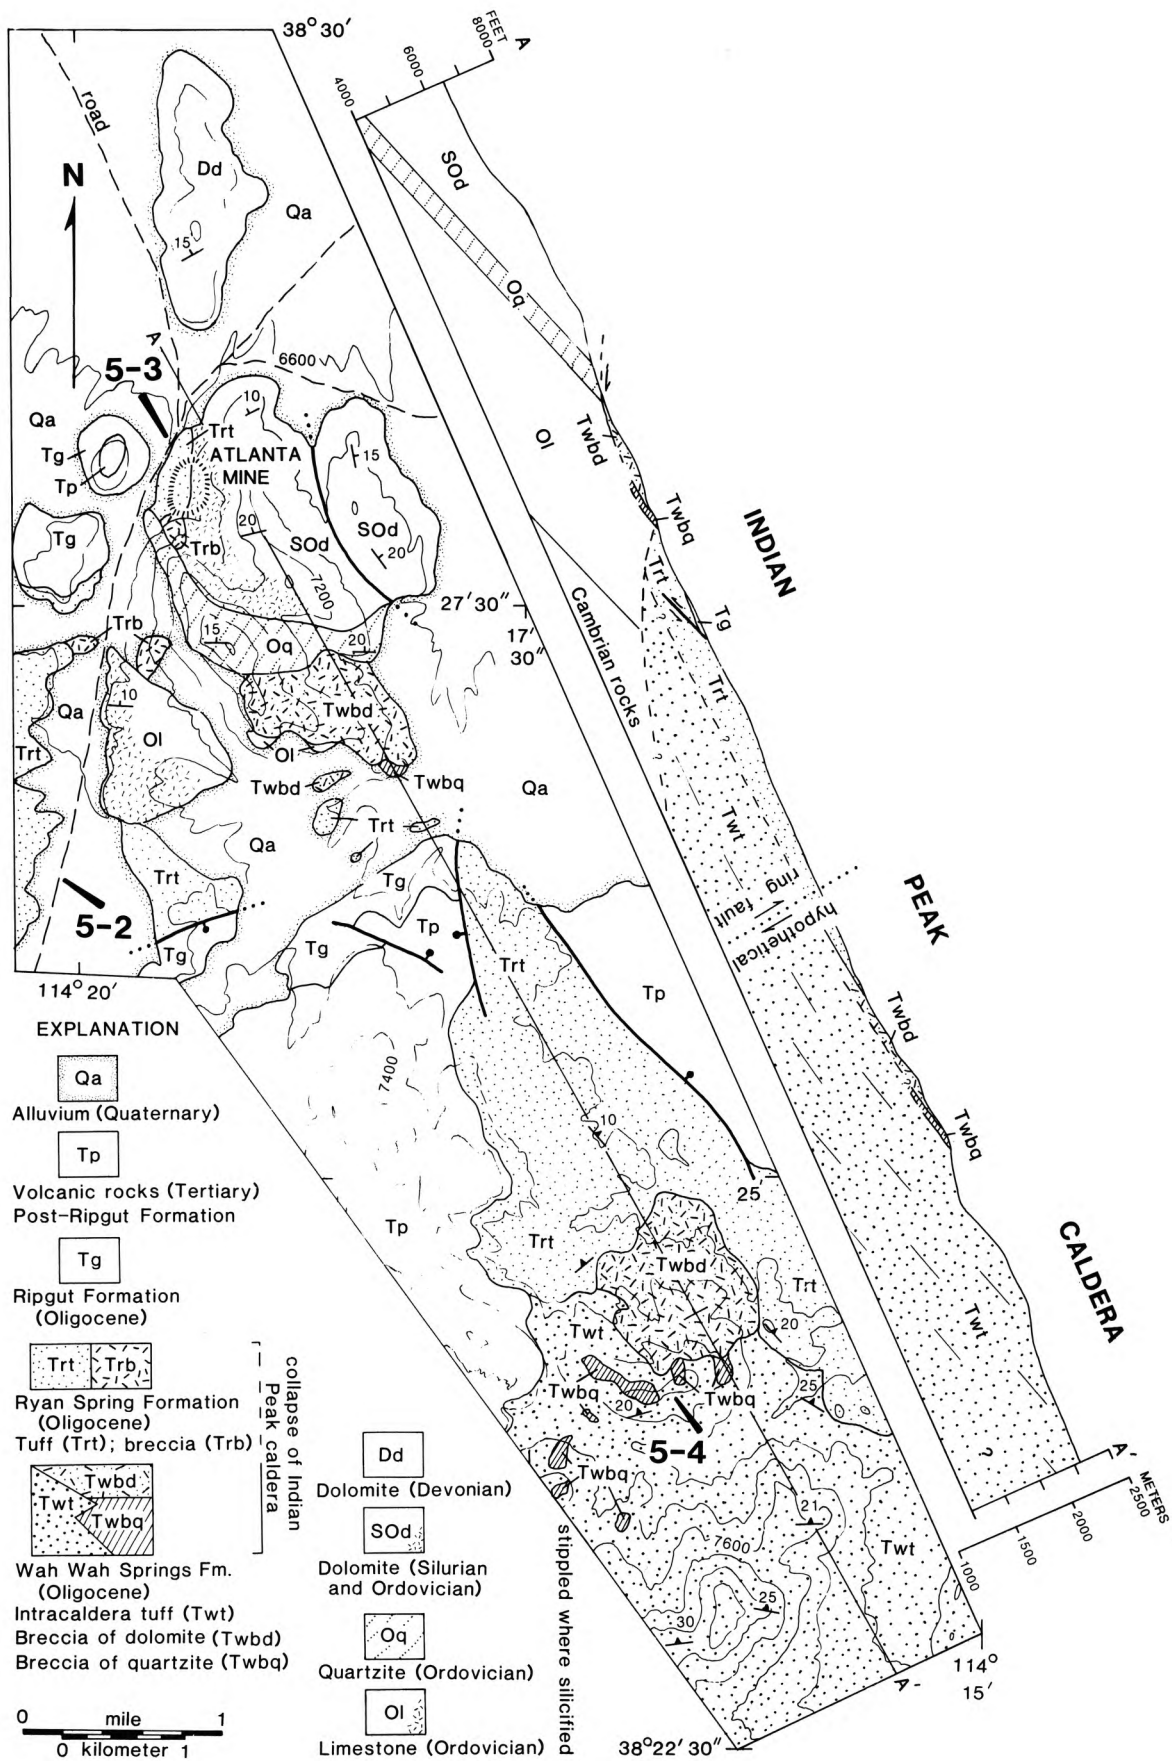 38° 30'
road
N
Dd
15
Qa
A
6600
5-3
10
Qa
Tg
Tp
Trt
ATLANTA
MINE
15
Tg
20
SOd
SOd
20
Trb
7200
27' 30"
17'
30"
Trb
15
Oq
20
10
Qa
Twbd
Ol
Ol
Trt
Twbd
Twbq
Qa
Trt
Qa
Tg
Trt
Tp
5-2
Tg
Tg
Trt
Tp
114° 20'
7400
10
25'
Tp
Trt
Twbd
Trt
Twt
20
Twbq
Twbq
25
20
5-4
Twbq
21
7600
Twt
25
30
A'
114°
15'
38° 22' 30"
FEET
A
8000
6000
4000
SOd
Oq
Ol
Twbd
Twbq
INDIAN
Cambrian rocks
Trt
?
Tg
Trt
?
Twt
PEAK
ring
fault
hypothetical
Twbd
Twbq
CALDERA
Twt
?
A'
METERS
2500
2000
1500
1000
EXPLANATION
Qa
Alluvium (Quaternary)
Tp
Volcanic rocks (Tertiary)
Post-Ripgut Formation
Tg
Ripgut Formation
(Oligocene)
Trt Trb
Ryan Spring Formation
(Oligocene)
Tuff (Trt); breccia (Trb)
Twbd
Twt
Twbq
Wah Wah Springs Fm.
(Oligocene)
Intracaldera tuff (Twt)
Breccia of dolomite (Twbd)
Breccia of quartzite (Twbq)
collapse of Indian
Peak caldera
Dd
Dolomite (Devonian)
SOd
Dolomite (Silurian
and Ordovician)
Oq
Quartzite (Ordovician)
Ol
Limestone (Ordovician)
stippled where silicified
0 mile 1
0 kilometer 1